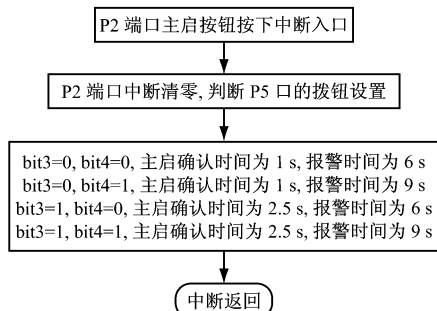 P2 端口主启按钮按下中断入口
P2 端口中断清零, 判断 P5 口的拨钮设置
bit3=0, bit4=0, 主启确认时间为 1 s, 报警时间为 6 s
bit3=0, bit4=1, 主启确认时间为 1 s, 报警时间为 9 s
bit3=1, bit4=0, 主启确认时间为 2.5 s, 报警时间为 6 s
bit3=1, bit4=1, 主启确认时间为 2.5 s, 报警时间为 9 s
中断返回